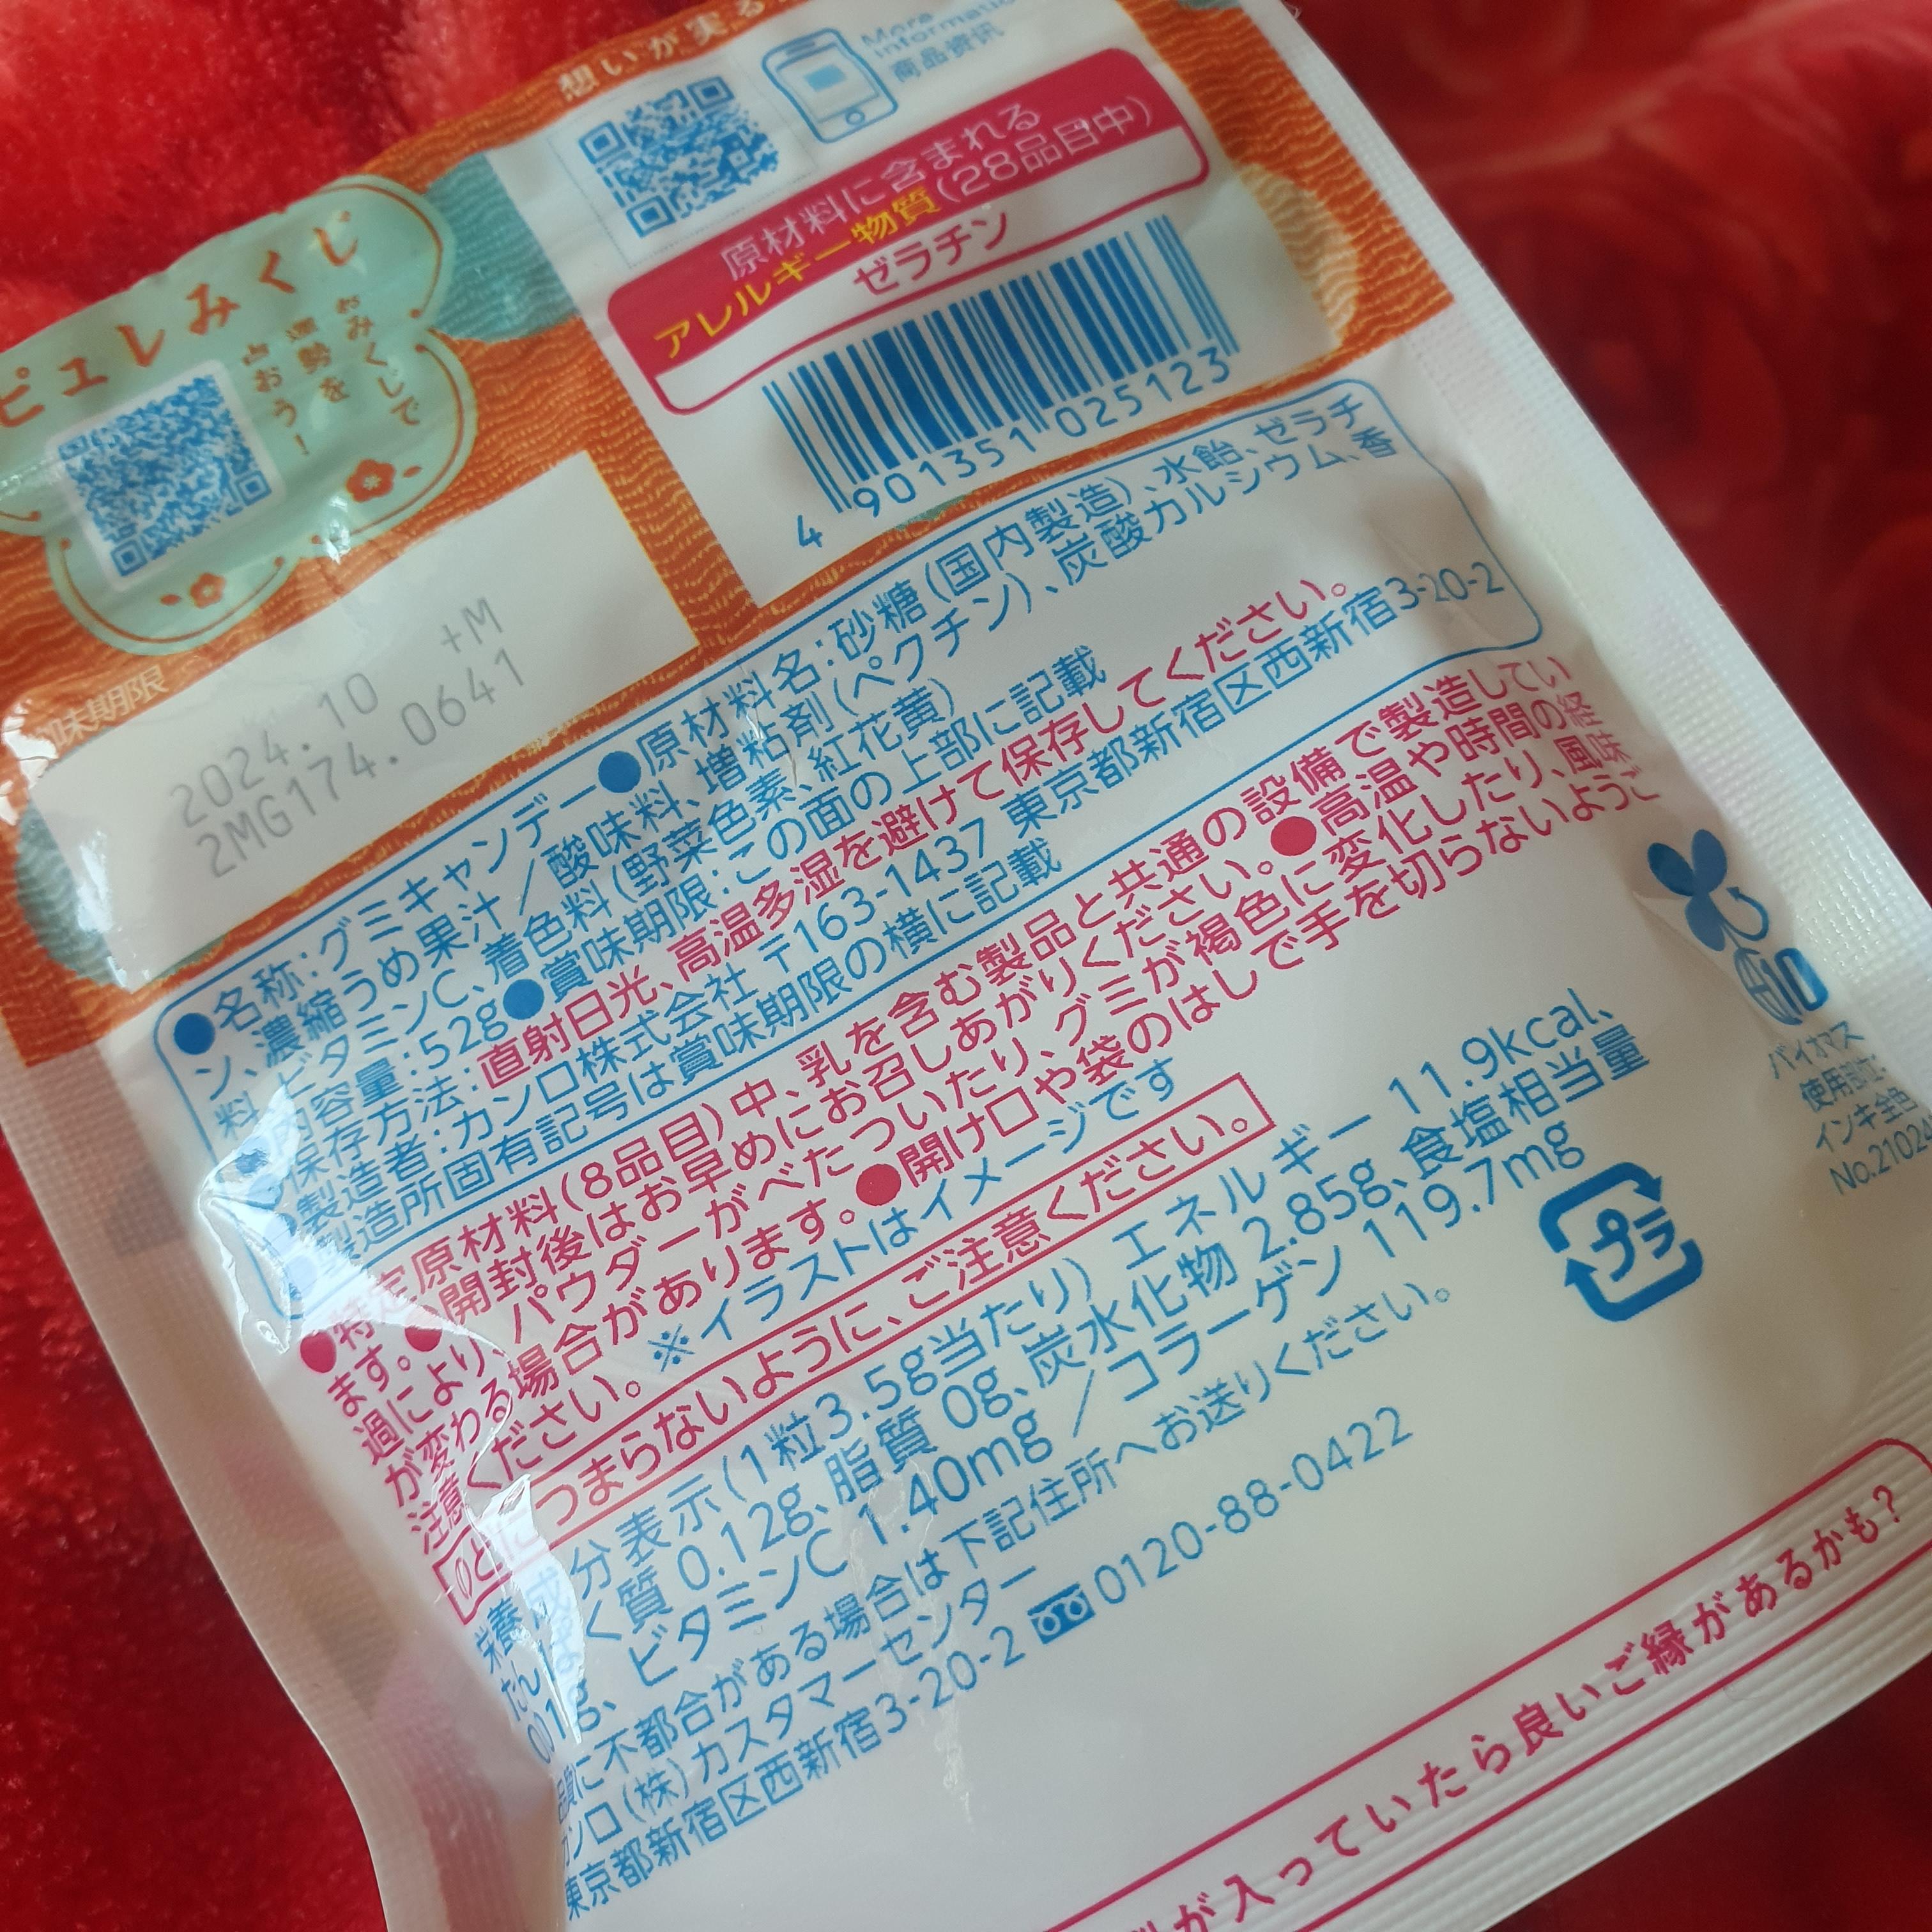 想いが実る
More
Information
商品资讯
原材料に含まれる
アレルギー物質(28品目中)
ゼラチン
4 901351 025123
ピュレみくじ
おみくじで
運勢を
占おう!
味期限
2024.10 +M
2MG174.0641
●名称:グミキャンデー●原材料名:砂糖(国内製造)、水飴、ゼラチ
ン、濃縮うめ果汁/酸味料、増粘剤(ペクチン)、炭酸カルシウム、香
料、ビタミンC、着色料(野菜色素、紅花黄)
●内容量:52g●賞味期限:この面の上部に記載
●保存方法:直射日光、高温多湿を避けて保存してください。
●製造者:カンロ株式会社 〒163-1437 東京都新宿区西新宿3-20-2
製造所固有記号は賞味期限の横に記載
●特定原材料(8品目)中、乳を含む製品と共通の設備で製造してい
ます。●開封後はお早めにお召しあがりください。●高温や時間の経
過によりパウダーがべたついたり、グミが褐色に変化したり、風味
が変わる場合があります。●開け口や袋のはしで手を切らないようご
注意ください。 ※イラストはイメージです
のどにつまらないように、ご注意ください。
栄養成分表示(1粒3.5g当たり) エネルギー 11.9kcal、
たんぱく質 0.12g、脂質 0g、炭水化物 2.85g、食塩相当量
01g、ビタミンC 1.40mg/コラーゲン 119.7mg
品質に不都合がある場合は下記住所へお送りください。
カンロ(株)カスタマーセンター
東京都新宿区西新宿3-20-2 0120-88-0422
プラ
10
バイオマス
使用部位:
インキ全色
No.21024
が入っていたら良いご縁があるかも?